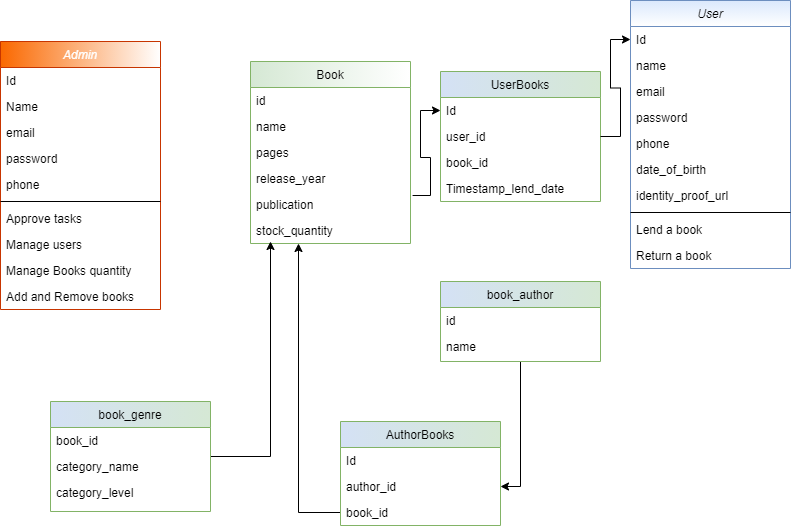 Admin
Id
Name
email
password
phone
Approve tasks
Manage users
Manage Books quantity
Add and Remove books
Book
id
name
pages
release_year
publication
stock_quantity
UserBooks
Id
user_id
book_id
Timestamp_lend_date
User
Id
name
email
password
phone
date_of_birth
identity_proof_url
Lend a book
Return a book
book_author
id
name
book_genre
book_id
category_name
category_level
AuthorBooks
Id
author_id
book_id